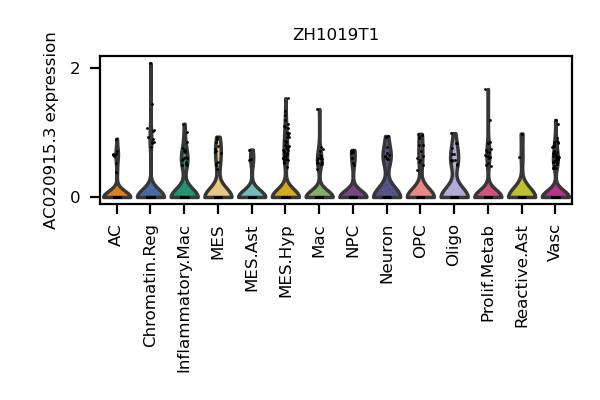 ZH1019T1
AC020915.3 expression
2
0
AC
Chromatin.Reg
Inflammatory.Mac
MES
MES.Ast
MES.Hyp
Mac
NPC
Neuron
OPC
Oligo
Prolif.Metab
Reactive.Ast
Vasc